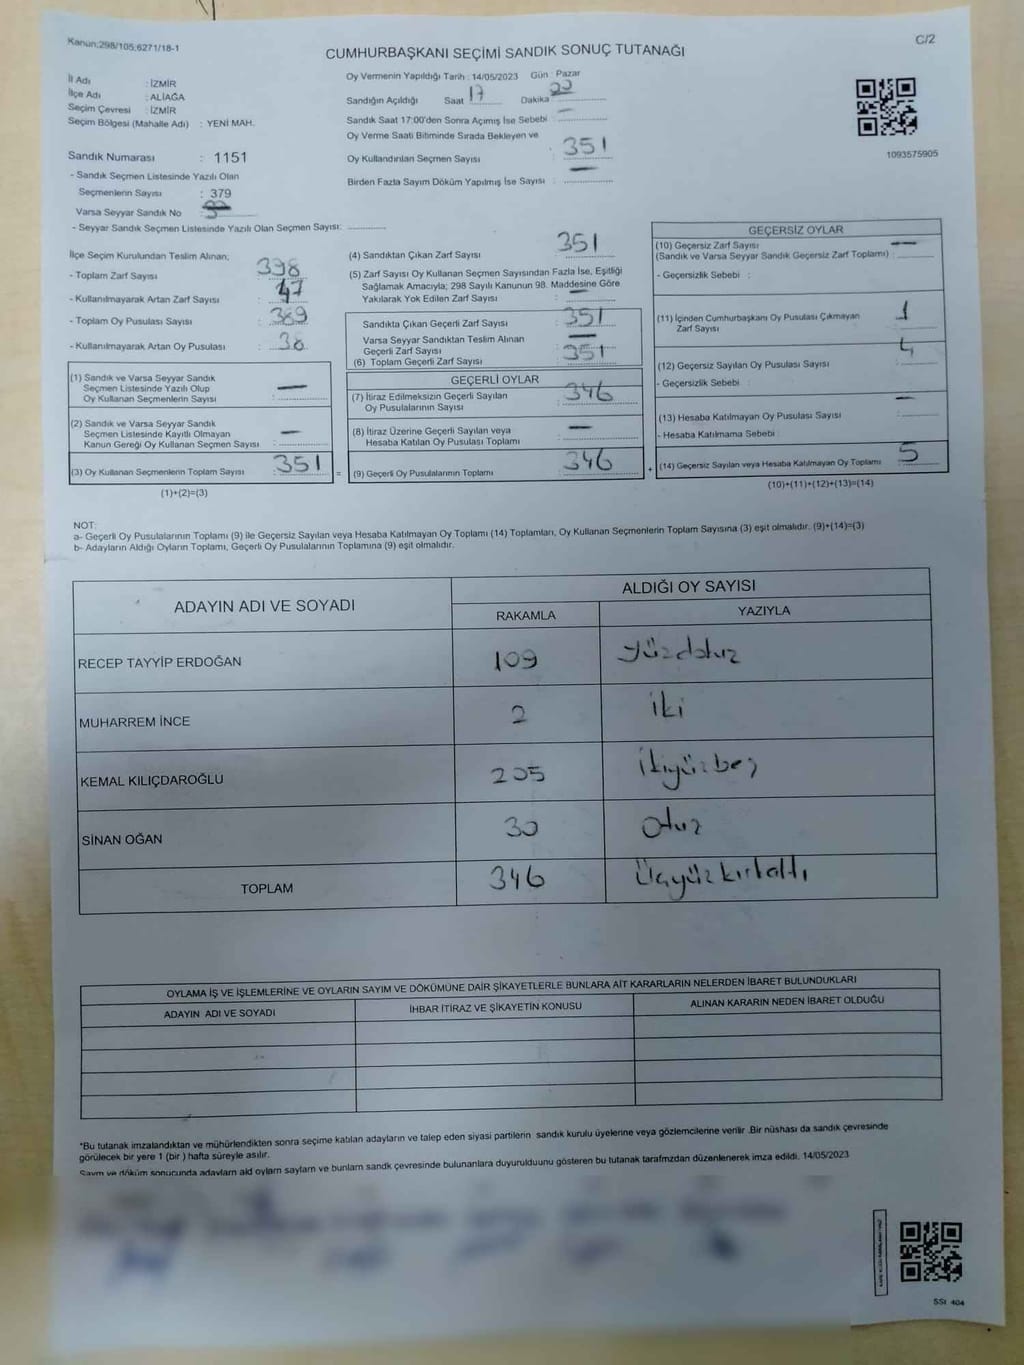 Kanun;298/105;6271/18-1
C/2
CUMHURBAŞKANI SEÇİMİ SANDIK SONUÇ TUTANAĞI
İl Adı : İZMİR
İlçe Adı : ALİAĞA
Seçim Çevresi : İZMİR
Seçim Bölgesi (Mahalle Adı) : YENİ MAH.
Sandık Numarası : 1151
- Sandık Seçmen Listesinde Yazılı Olan
Seçmenlerin Sayısı : 379
Varsa Seyyar Sandık No :
- Seyyar Sandık Seçmen Listesinde Yazılı Olan Seçmen Sayısı:
Oy Vermenin Yapıldığı Tarih : 14/05/2023 Gün : Pazar
Sandığın Açıldığı Saat 17 Dakika
Sandık Saat 17:00'den Sonra Açımış İse Sebebi : —
Oy Verme Saati Bitiminde Sırada Bekleyen ve
Oy Kullandırılan Seçmen Sayısı : 351
Birden Fazla Sayım Döküm Yapılmış İse Sayısı : —
1093575905
İlçe Seçim Kurulundan Teslim Alınan;
- Toplam Zarf Sayısı : 398
- Kullanılmayarak Artan Zarf Sayısı : 47
- Toplam Oy Pusulası Sayısı : 389
- Kullanılmayarak Artan Oy Pusulası : 38
(1) Sandık ve Varsa Seyyar Sandık
Seçmen Listesinde Yazılı Olup
Oy Kullanan Seçmenlerin Sayısı : —
(2) Sandık ve Varsa Seyyar Sandık
Seçmen Listesinde Kayıtlı Olmayan
Kanun Gereği Oy Kullanan Seçmen Sayısı : —
(3) Oy Kullanan Seçmenlerin Toplam Sayısı : 351 =
(1)+(2)=(3)
(4) Sandıktan Çıkan Zarf Sayısı : 351
(5) Zarf Sayısı Oy Kullanan Seçmen Sayısından Fazla İse, Eşitliği
Sağlamak Amacıyla; 298 Sayılı Kanunun 98. Maddesine Göre
Yakılarak Yok Edilen Zarf Sayısı : —
Sandıkta Çıkan Geçerli Zarf Sayısı : 351
Varsa Seyyar Sandıktan Teslim Alınan
Geçerli Zarf Sayısı : —
(6) Toplam Geçerli Zarf Sayısı : 351
GEÇERLİ OYLAR
(7) İtiraz Edilmeksizin Geçerli Sayılan
Oy Pusulalarının Sayısı : 346
(8) İtiraz Üzerine Geçerli Sayılan veya
Hesaba Katılan Oy Pusulası Toplamı : —
(9) Geçerli Oy Pusulalarının Toplamı : 346 +
GEÇERSİZ OYLAR
(10) Geçersiz Zarf Sayısı
(Sandık ve Varsa Seyyar Sandık Geçersiz Zarf Toplamı) : —
- Geçersizlik Sebebi :
(11) İçinden Cumhurbaşkanı Oy Pusulası Çıkmayan
Zarf Sayısı : 1
(12) Geçersiz Sayılan Oy Pusulası Sayısı : 4
- Geçersizlik Sebebi :
(13) Hesaba Katılmayan Oy Pusulası Sayısı : —
- Hesaba Katılmama Sebebi :
(14) Geçersiz Sayılan veya Hesaba Katılmayan Oy Toplamı : 5
(10)+(11)+(12)+(13)=(14)
NOT:
a- Geçerli Oy Pusulalarının Toplamı (9) ile Geçersiz Sayılan veya Hesaba Katılmayan Oy Toplamı (14) Toplamları, Oy Kullanan Seçmenlerin Toplam Sayısına (3) eşit olmalıdır. (9)+(14)=(3)
b- Adayların Aldığı Oyların Toplamı, Geçerli Oy Pusulalarının Toplamına (9) eşit olmalıdır.
ADAYIN ADI VE SOYADI ALDIĞI OY SAYISI
RAKAMLA YAZIYLA
RECEP TAYYİP ERDOĞAN 109 Yüzdokuz
MUHARREM İNCE 2 iki
KEMAL KILIÇDAROĞLU 205 İkiyüzbeş
SİNAN OĞAN 30 Otuz
TOPLAM 346 Üçyüzkırkaltı
OYLAMA İŞ VE İŞLEMLERİNE VE OYLARIN SAYIM VE DÖKÜMÜNE DAİR ŞİKAYETLERLE BUNLARA AİT KARARLARIN NELERDEN İBARET BULUNDUKLARI
ADAYIN ADI VE SOYADI İHBAR İTİRAZ VE ŞİKAYETİN KONUSU ALINAN KARARIN NEDEN İBARET OLDUĞU
*Bu tutanak imzalandıktan ve mühürlendikten sonra seçime katılan adayların ve talep eden siyasi partilerin sandık kurulu üyelerine veya gözlemcilerine verilir .Bir nüshası da sandık çevresinde
görülecek bir yere 1 (bir ) hafta süreyle asılır.
Sayım ve döküm sonucunda adayların ald oyların sayların ve bunların sandk çevresinde bulunanlara duyurulduunu gösteren bu tutanak tarafmzdan düzenlenerek imza edildi. 14/05/2023
SSI 404